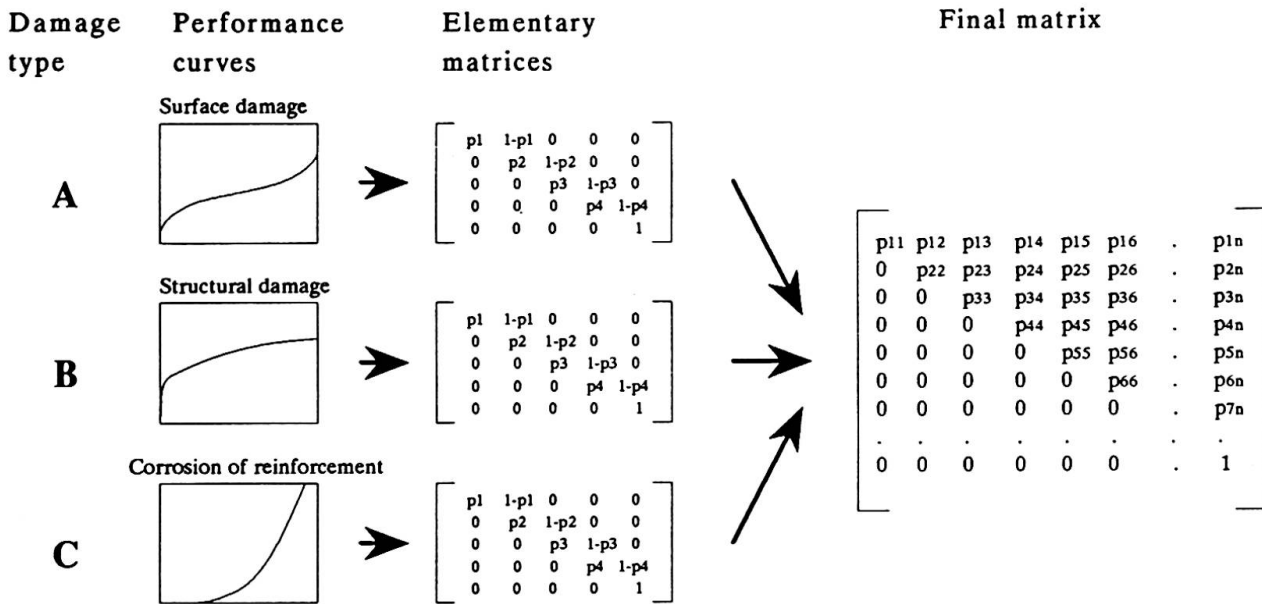 Damage type
Performance curves
Elementary matrices
Final matrix
A
Surface damage
p1 1-p1 0 0 0
0 p2 1-p2 0 0
0 0 p3 1-p3 0
0 0 0 p4 1-p4
0 0 0 0 1
B
Structural damage
p1 1-p1 0 0 0
0 p2 1-p2 0 0
0 0 p3 1-p3 0
0 0 0 p4 1-p4
0 0 0 0 1
C
Corrosion of reinforcement
p1 1-p1 0 0 0
0 p2 1-p2 0 0
0 0 p3 1-p3 0
0 0 0 p4 1-p4
0 0 0 0 1
p11 p12 p13 p14 p15 p16 . p1n
0 p22 p23 p24 p25 p26 . p2n
0 0 p33 p34 p35 p36 . p3n
0 0 0 p44 p45 p46 . p4n
0 0 0 0 p55 p56 . p5n
0 0 0 0 0 p66 . p6n
0 0 0 0 0 0 . p7n
. . . . . . . .
0 0 0 0 0 0 . 1